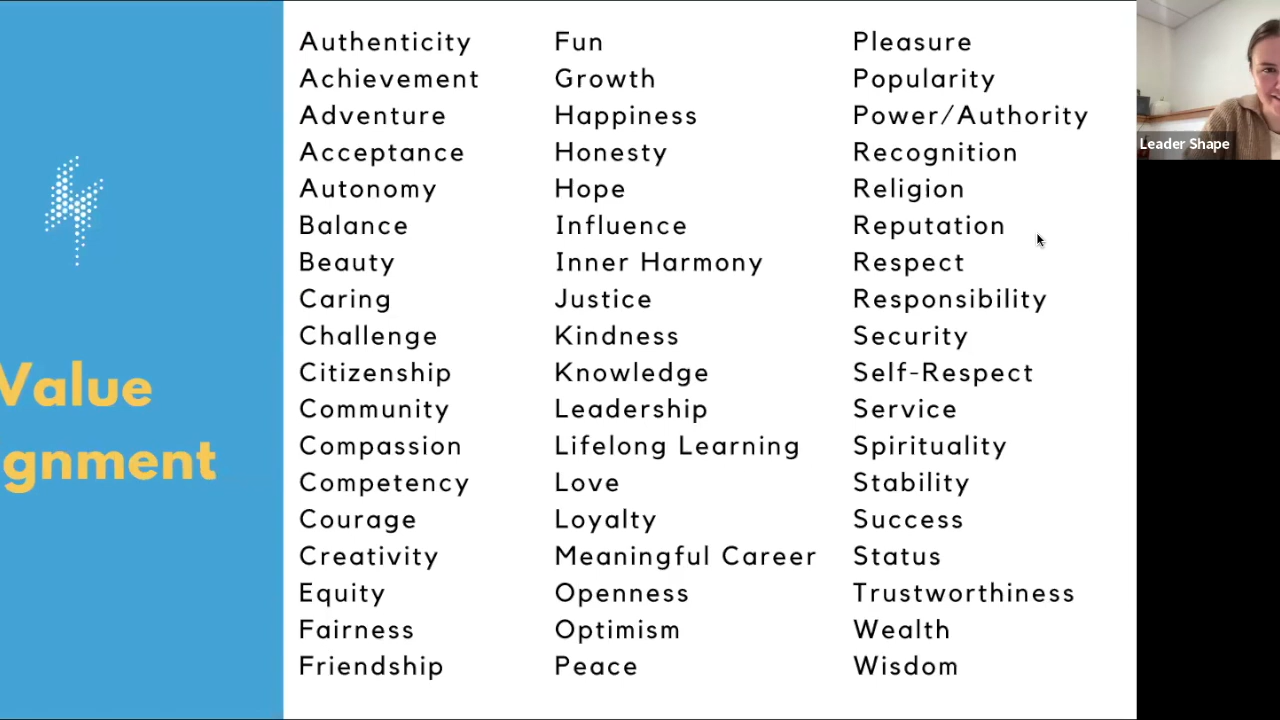 Value
gnment
Authenticity
Achievement
Adventure
Acceptance
Autonomy
Balance
Beauty
Caring
Challenge
Citizenship
Community
Compassion
Competency
Courage
Creativity
Equity
Fairness
Friendship
Fun
Growth
Happiness
Honesty
Hope
Influence
Inner Harmony
Justice
Kindness
Knowledge
Leadership
Lifelong Learning
Love
Loyalty
Meaningful Career
Openness
Optimism
Peace
Pleasure
Popularity
Power/Authority
Recognition
Religion
Reputation
Respect
Responsibility
Security
Self-Respect
Service
Spirituality
Stability
Success
Status
Trustworthiness
Wealth
Wisdom
Leader Shape